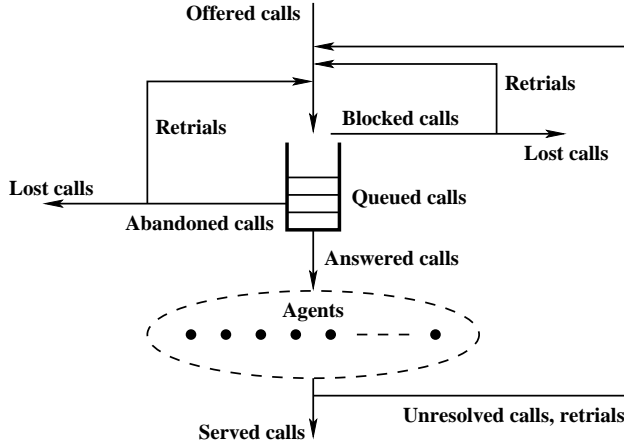 Offered calls
Retrials
Blocked calls
Retrials
Lost calls
Lost calls
Queued calls
Abandoned calls
Answered calls
Agents
Unresolved calls, retrials
Served calls